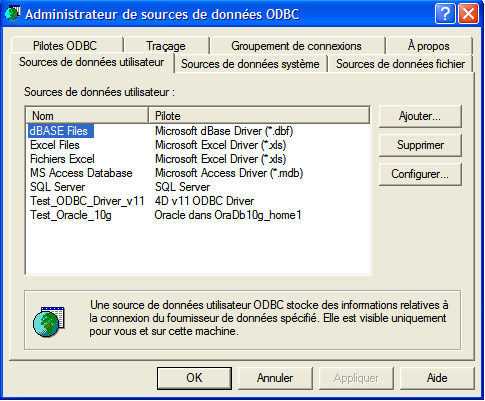 Administrateur de sources de données ODBC
Pilotes ODBC Traçage Groupement de connexions À propos
Sources de données utilisateur Sources de données système Sources de données fichier
Sources de données utilisateur :
Nom Pilote Ajouter...
dBASE Files Microsoft dBase Driver (*.dbf)
Excel Files Microsoft Excel Driver (*.xls) Supprimer
Fichiers Excel Microsoft Excel Driver (*.xls)
MS Access Database Microsoft Access Driver (*.mdb) Configurer...
SQL Server SQL Server
Test_ODBC_Driver_v11 4D v11 ODBC Driver
Test_Oracle_10g Oracle dans OraDb10g_home1
Une source de données utilisateur ODBC stocke des informations relatives à
la connexion du fournisseur de données spécifié. Elle est visible uniquement
pour vous et sur cette machine.
OK Annuler Appliquer Aide